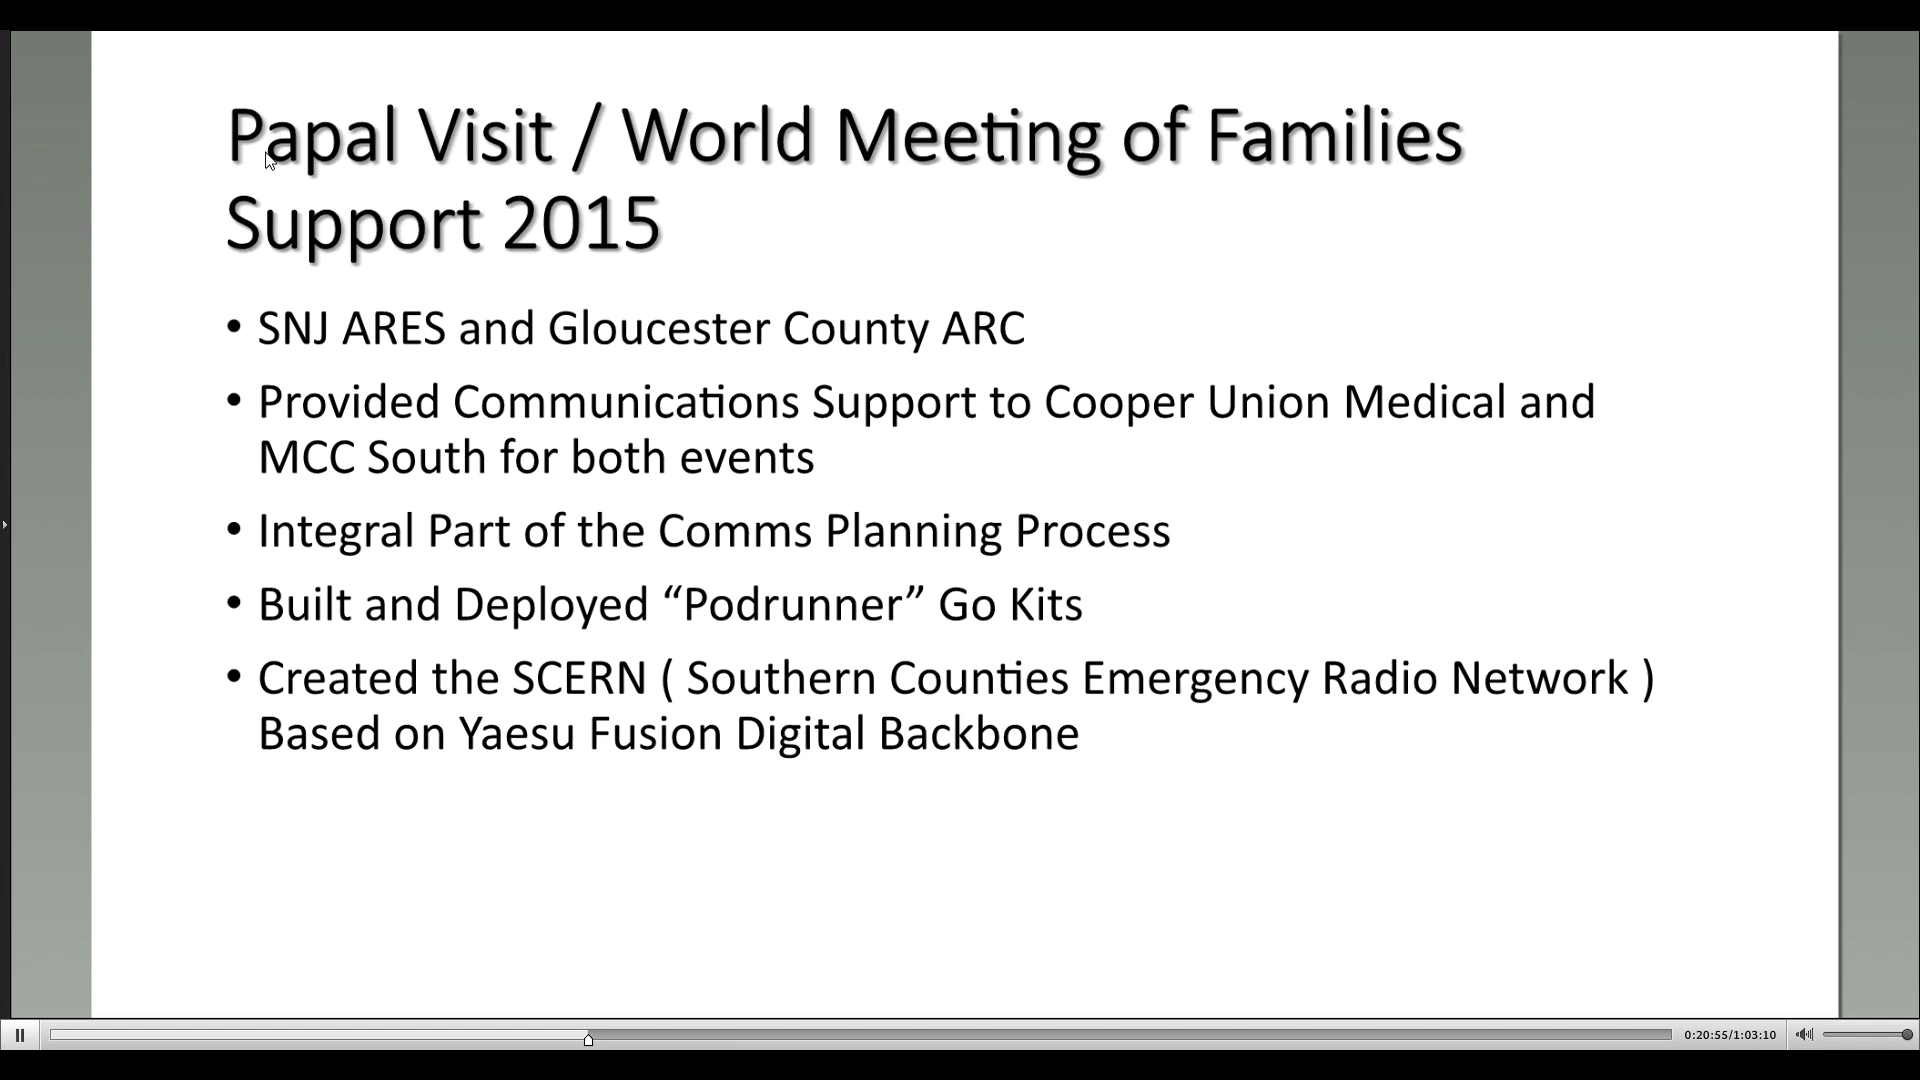 Papal Visit / World Meeting of Families
Support 2015
• SNJ ARES and Gloucester County ARC
• Provided Communications Support to Cooper Union Medical and
MCC South for both events
• Integral Part of the Comms Planning Process
• Built and Deployed “Podrunner” Go Kits
• Created the SCERN ( Southern Counties Emergency Radio Network )
Based on Yaesu Fusion Digital Backbone
0:20:55/1:03:10